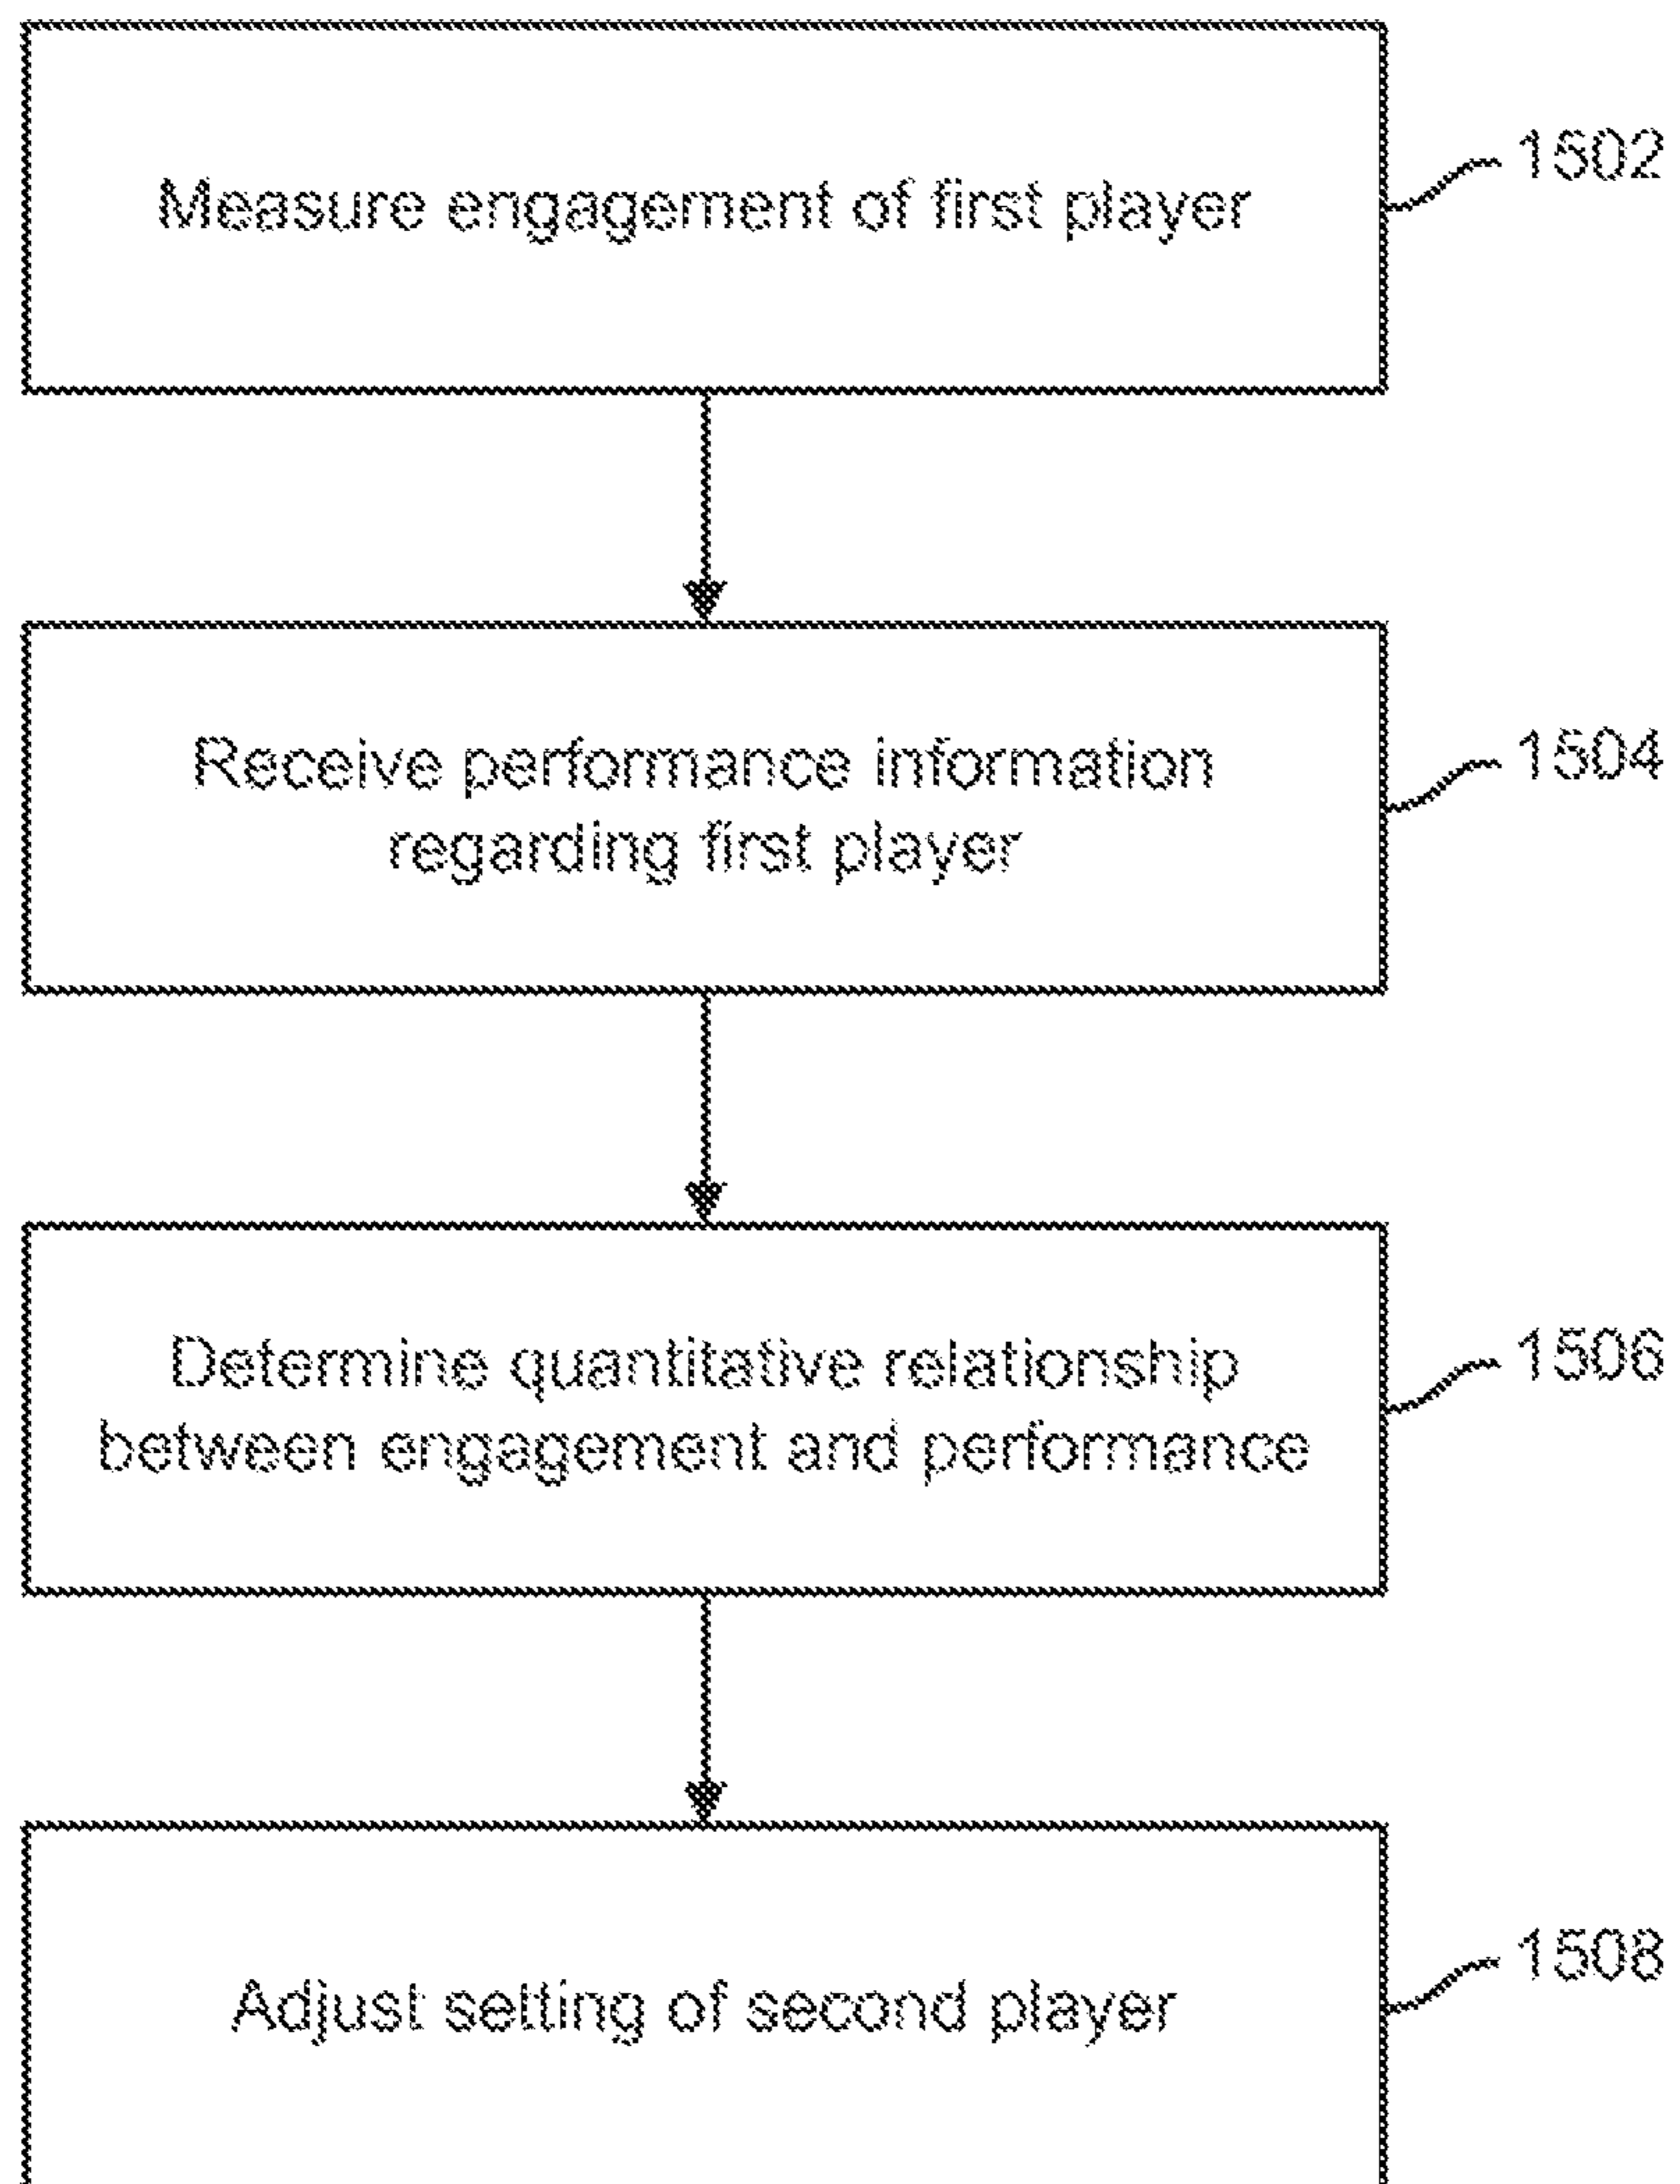 Measure engagement of first player
1502
Receive performance information
regarding first player
1504
Determine quantitative relationship
between engagement and performance
1506
Adjust setting of second player
1508